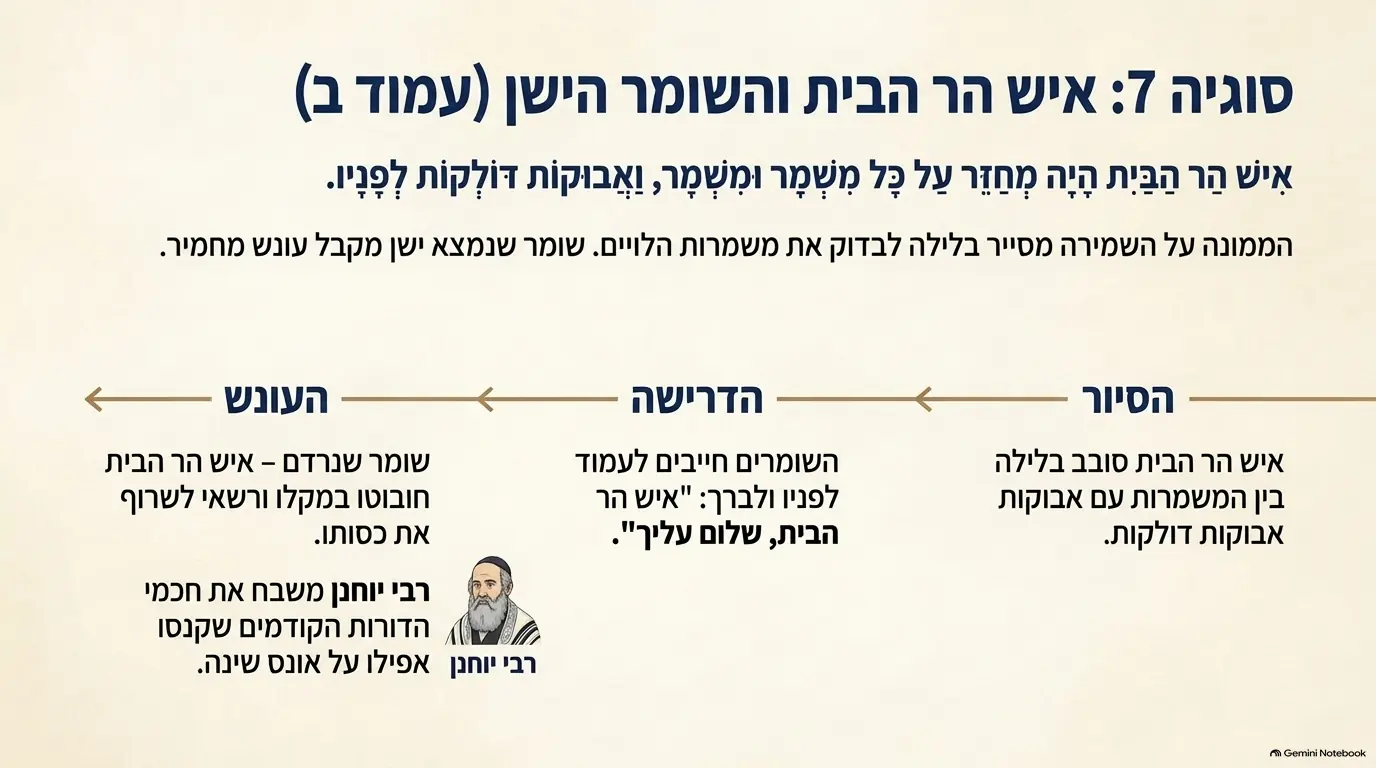 סוגיה 7: איש הר הבית והשומר הישן (עמוד ב)
אִישׁ הַר הַבַּיִת הָיָה מְחַזֵּר עַל כָּל מִשְׁמָר וּמִשְׁמָר, וַאֲבוּקוֹת דּוֹלְקוֹת לְפָנָיו.
הממונה על השמירה מסייר בלילה לבדוק את משמרות הלויים. שומר שנמצא ישן מקבל עונש מחמיר.
הסיור
איש הר הבית סובב בלילה
בין המשמרות עם אבוקות
אבוקות דולקות.
הדרישה
השומרים חייבים לעמוד
לפניו ולברך: "איש הר
הבית, שלום עליך".
העונש
שומר שנרדם – איש הר הבית
חובוטו במקלו ורשאי לשרוף
את כסותו.
רבי יוחנן משבח את חכמי
הדורות הקודמים שקנסו
אפילו על אונס שינה.
רבי יוחנן
Gemini Notebook